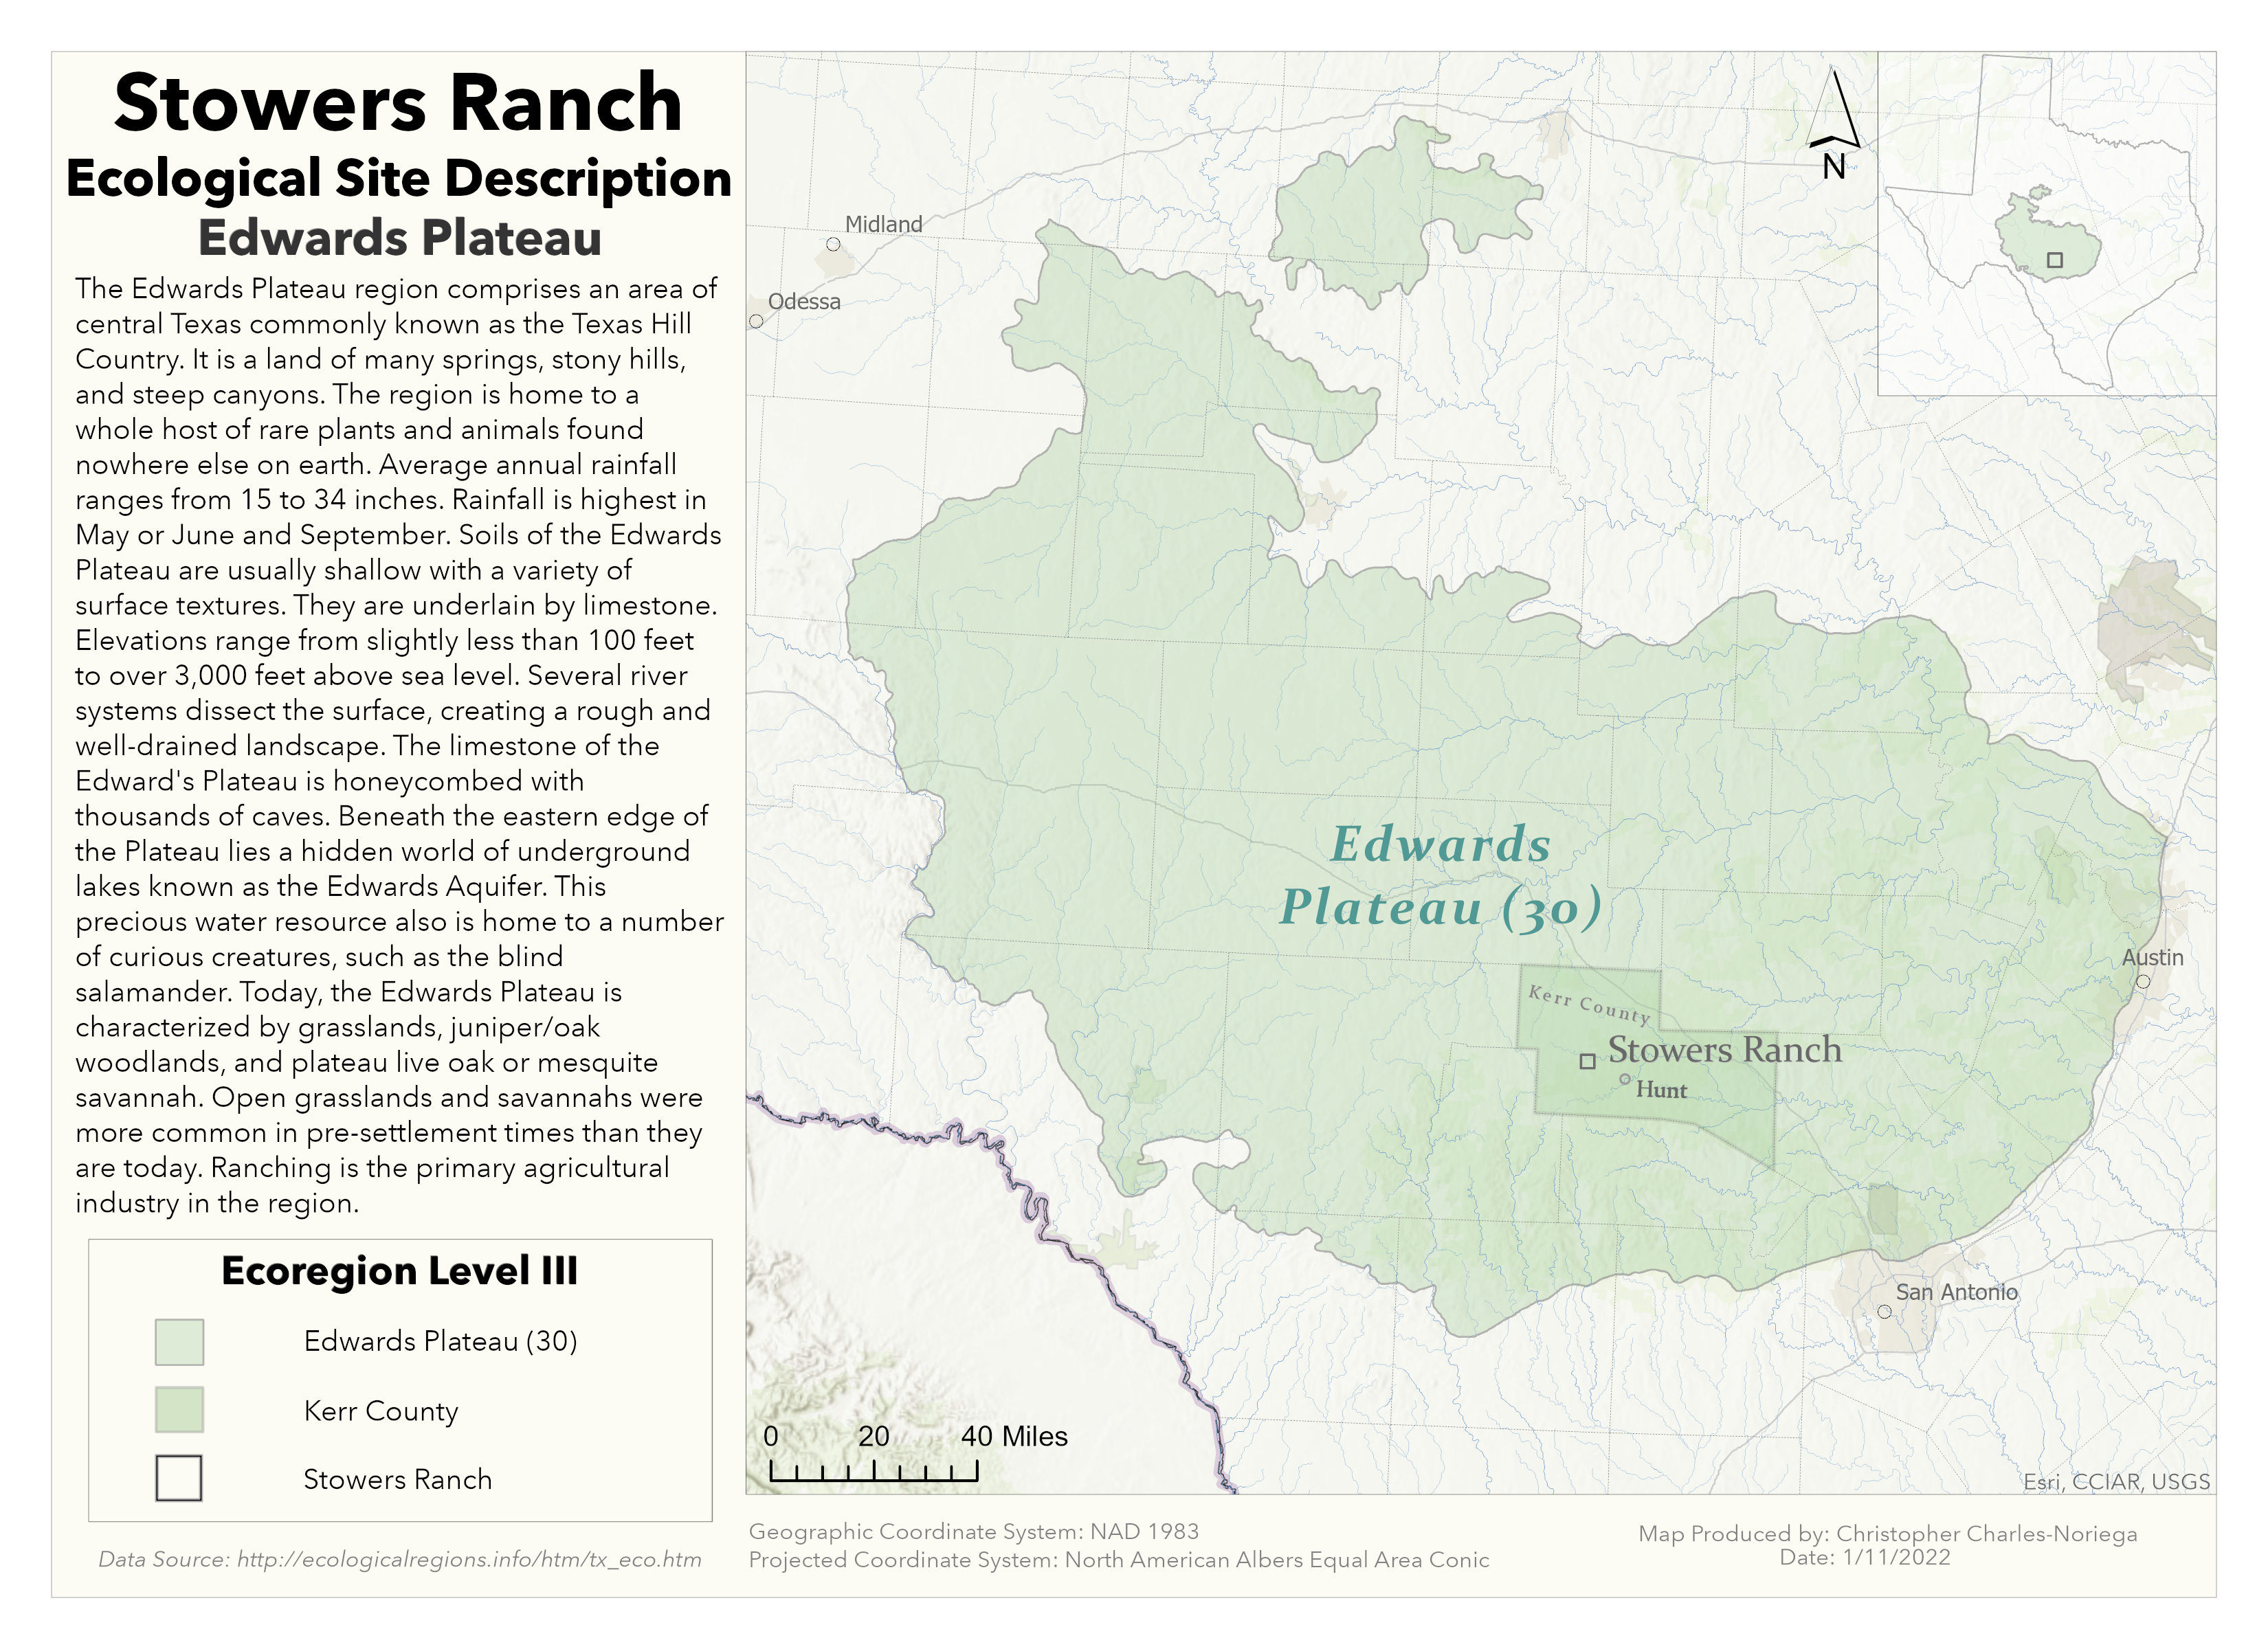 Stowers Ranch
Ecological Site Description
Edwards Plateau
The Edwards Plateau region comprises an area of
central Texas commonly known as the Texas Hill
Country. It is a land of many springs, stony hills,
and steep canyons. The region is home to a
whole host of rare plants and animals found
nowhere else on earth. Average annual rainfall
ranges from 15 to 34 inches. Rainfall is highest in
May or June and September. Soils of the Edwards
Plateau are usually shallow with a variety of
surface textures. They are underlain by limestone.
Elevations range from slightly less than 100 feet
to over 3,000 feet above sea level. Several river
systems dissect the surface, creating a rough and
well-drained landscape. The limestone of the
Edward's Plateau is honeycombed with
thousands of caves. Beneath the eastern edge of
the Plateau lies a hidden world of underground
lakes known as the Edwards Aquifer. This
precious water resource also is home to a number
of curious creatures, such as the blind
salamander. Today, the Edwards Plateau is
characterized by grasslands, juniper/oak
woodlands, and plateau live oak or mesquite
savannah. Open grasslands and savannahs were
more common in pre-settlement times than they
are today. Ranching is the primary agricultural
industry in the region.
Ecoregion Level III
Edwards Plateau (30)
Kerr County
Stowers Ranch
Data Source: http://ecologicalregions.info/htm/tx_eco.htm
N
Midland
Odessa
Edwards
Plateau (30)
Austin
Kerr County
Stowers Ranch
Hunt
San Antonio
0 20 40 Miles
Esri, CCIAR, USGS
Geographic Coordinate System: NAD 1983
Projected Coordinate System: North American Albers Equal Area Conic
Map Produced by: Christopher Charles-Noriega
Date: 1/11/2022